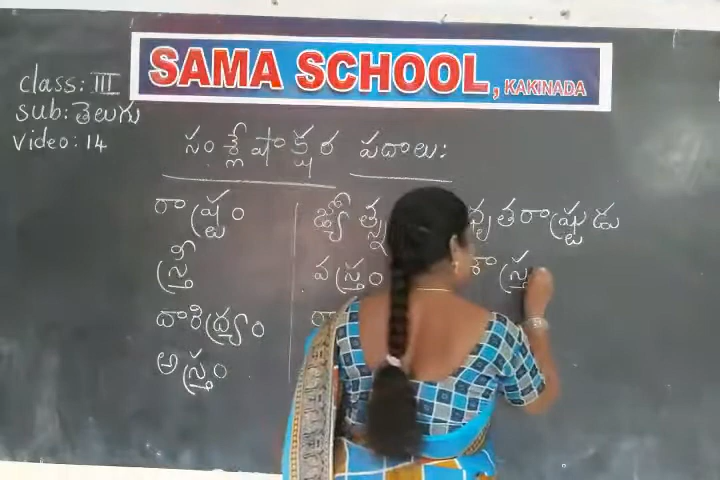 SAMA SCHOOL, KAKINADA
class: III
sub: తెలుగు
video: 14
సంశ్లేషాక్షర పదాలు:
రాష్ట్రం
స్త్రీ
దారిద్ర్యం
అస్త్రం
జ్యోత్స్న
వస్త్రం
ధృతరాష్ట్రుడు